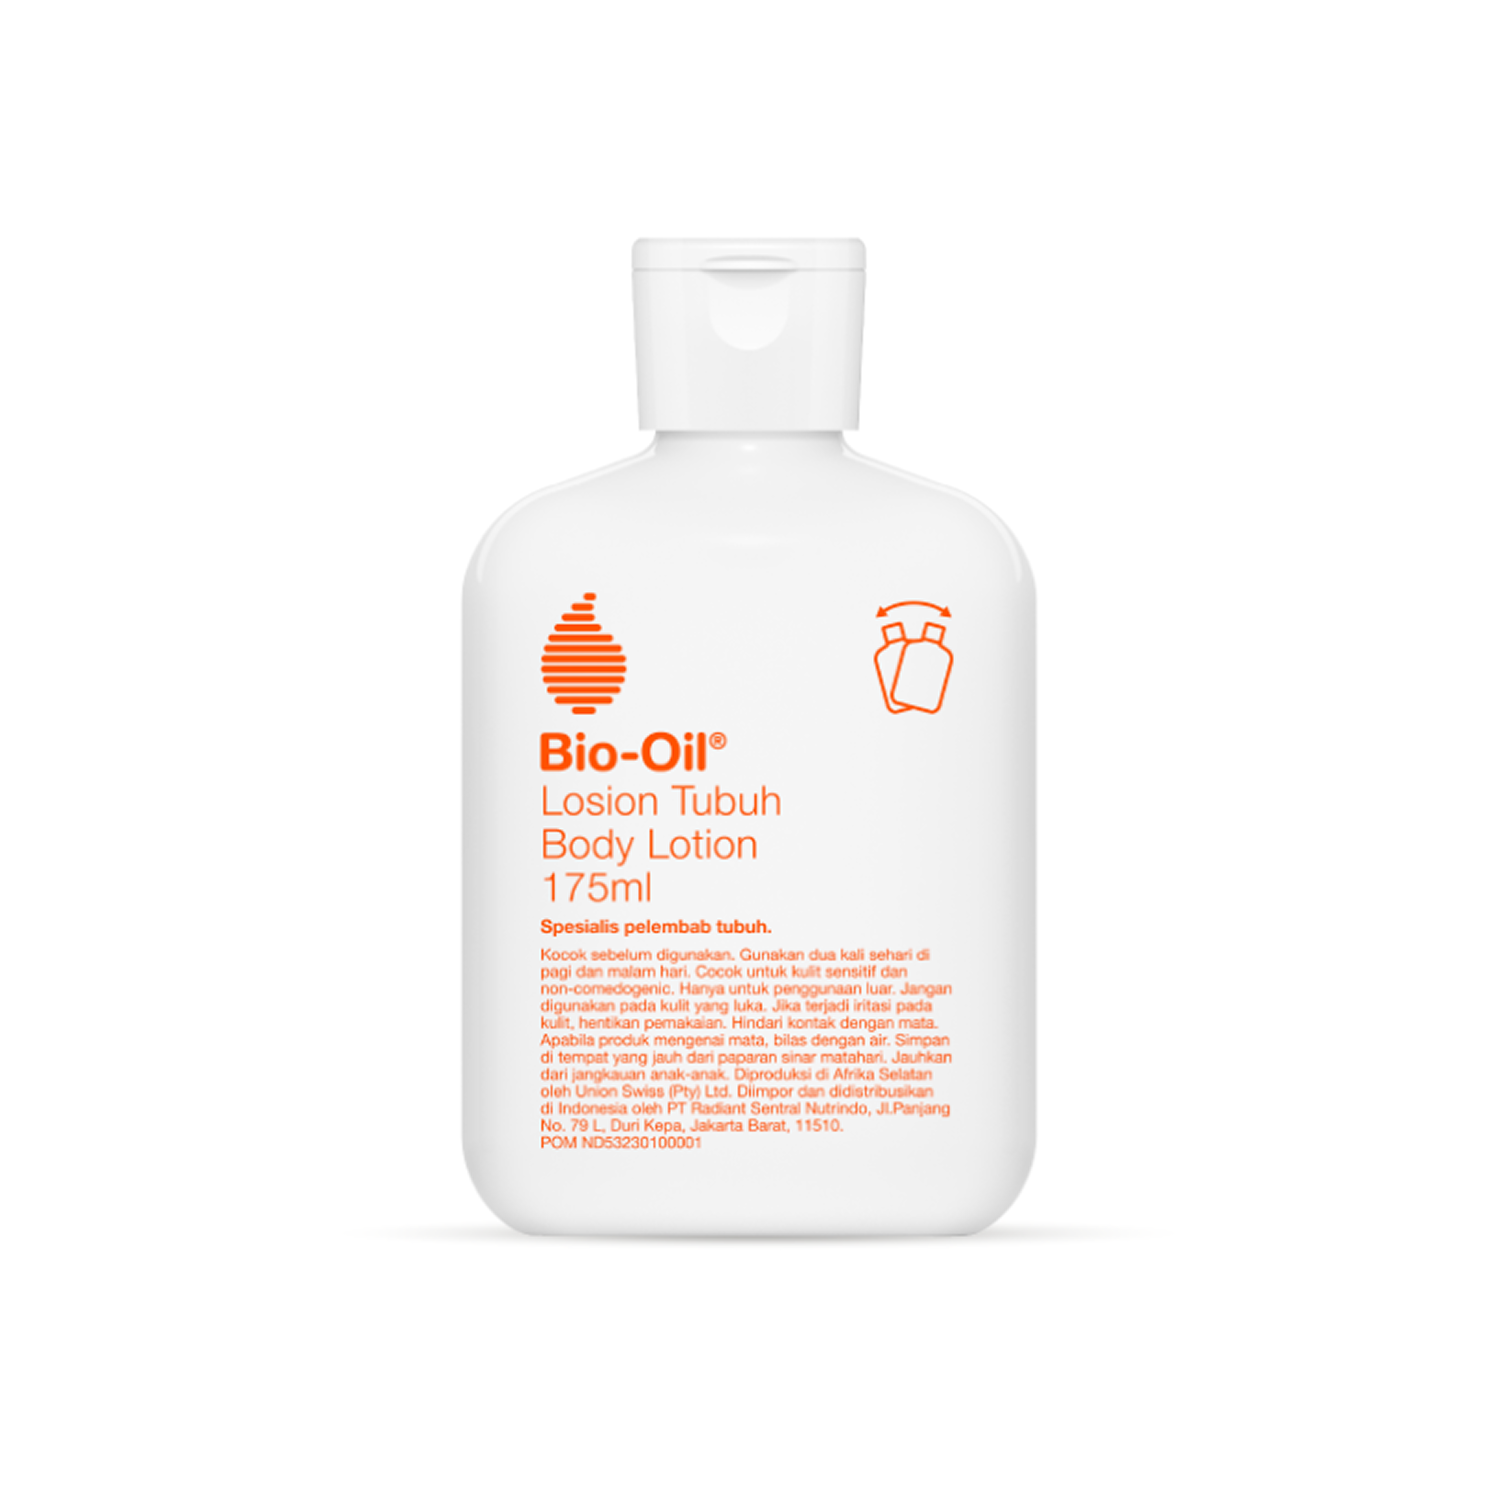 Bio-Oil®
Losion Tubuh
Body Lotion
175ml
Spesialis pelembab tubuh.
Kocok sebelum digunakan. Gunakan dua kali sehari di
pagi dan malam hari. Cocok untuk kulit sensitif dan
non-comedogenic. Hanya untuk penggunaan luar. Jangan
digunakan pada kulit yang luka. Jika terjadi iritasi pada
kulit, hentikan pemakaian. Hindari kontak dengan mata.
Apabila produk mengenai mata, bilas dengan air. Simpan
di tempat yang jauh dari paparan sinar matahari. Jauhkan
dari jangkauan anak-anak. Diproduksi di Afrika Selatan
oleh Union Swiss (Pty) Ltd. Diimpor dan didistribusikan
di Indonesia oleh PT Radiant Sentral Nutrindo, Jl.Panjang
No. 79 L, Duri Kepa, Jakarta Barat, 11510.
POM ND53230100001